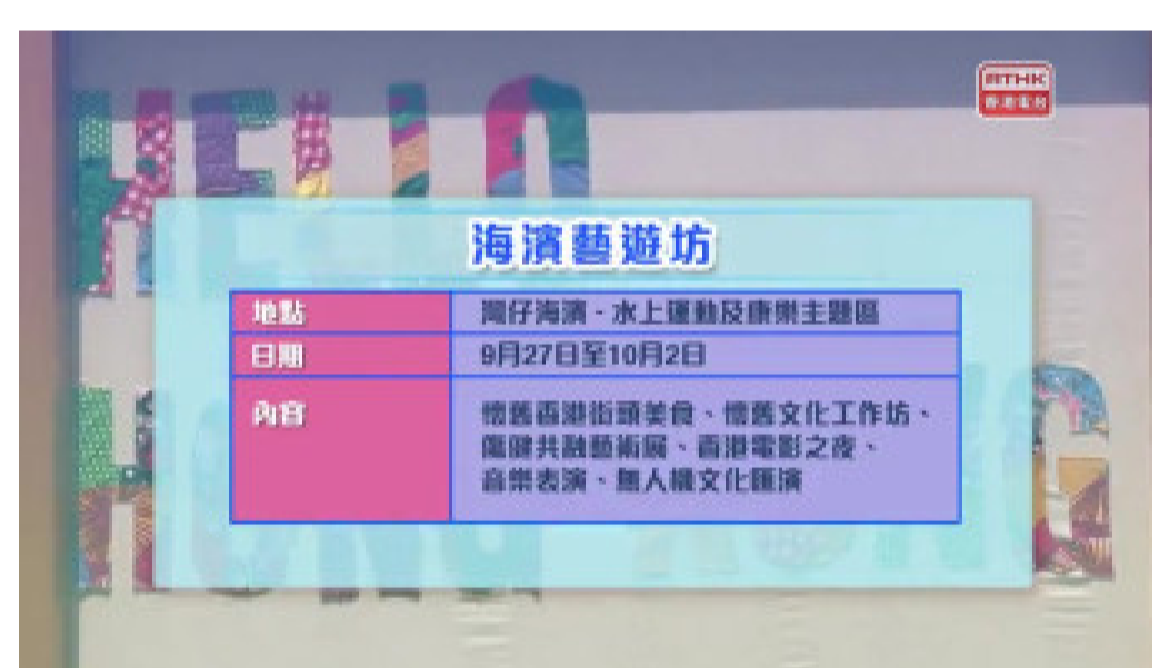 RTHK
香港電台
HELLO
海濱藝遊坊
地點
灣仔海濱 · 水上運動及康樂主題區
日期
9月27日至10月2日
內容
懷舊香港街頭美食、懷舊文化工作坊、
傷健共融藝術展、香港電影之夜、
音樂表演、無人機文化匯演
HONG KONG